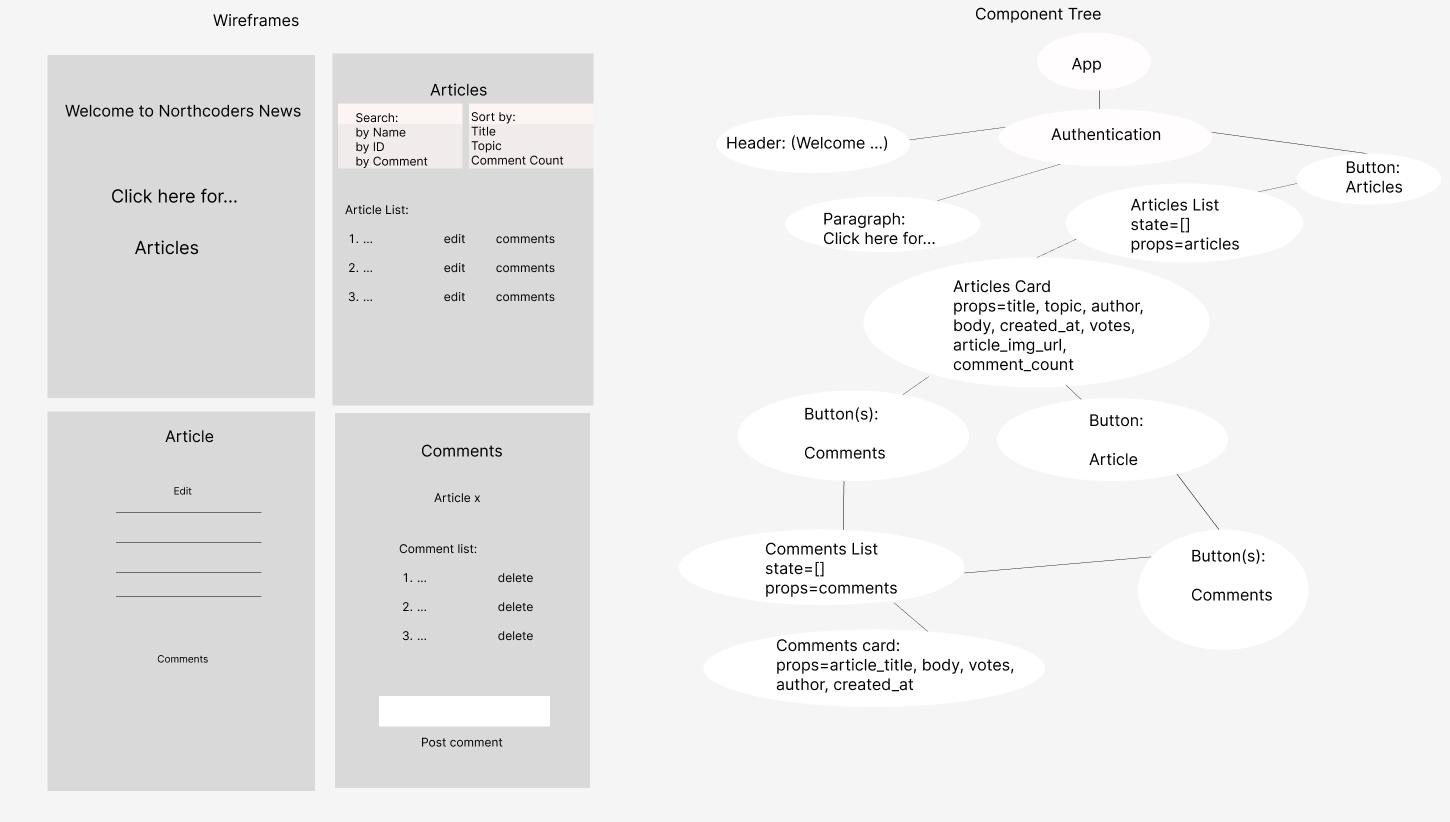 Wireframes
Welcome to Northcoders News
Click here for...
Articles
Articles
Search:
by Name
by ID
by Comment
Sort by:
Title
Topic
Comment Count
Article List:
1. ... edit comments
2. ... edit comments
3. ... edit comments
Article
Edit
Comments
Comments
Article x
Comment list:
1. ... delete
2. ... delete
3. ... delete
Post comment
Component Tree
App
Authentication
Header: (Welcome ...)
Button:
Articles
Paragraph:
Click here for...
Articles List
state=[]
props=articles
Articles Card
props=title, topic, author,
body, created_at, votes,
article_img_url,
comment_count
Button(s):
Comments
Button:
Article
Comments List
state=[]
props=comments
Button(s):
Comments
Comments card:
props=article_title, body, votes,
author, created_at